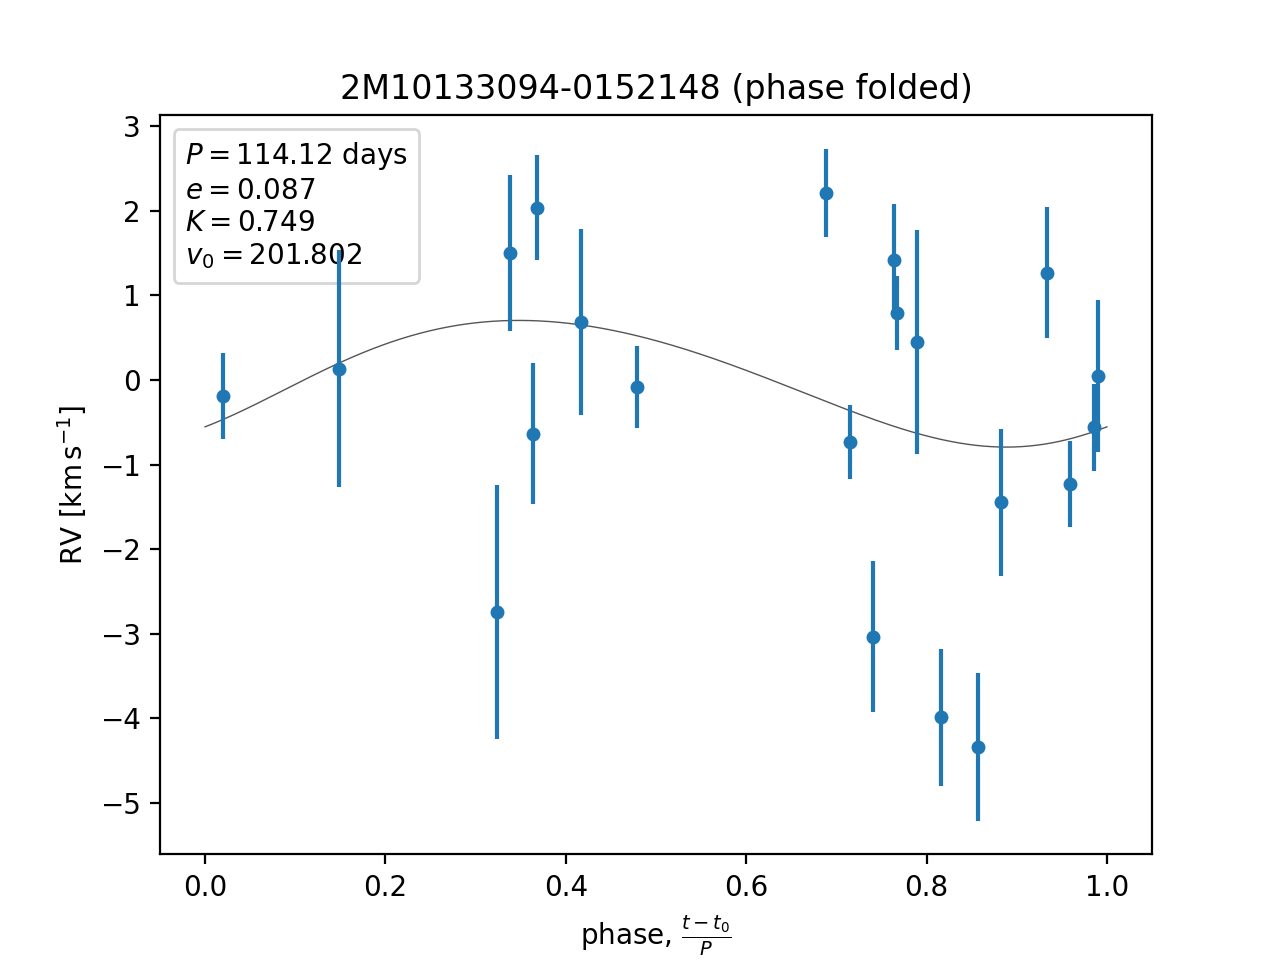 2M10133094-0152148 (phase folded)
P = 114.12 days
e = 0.087
K = 0.749
v₀ = 201.802
RV [km s⁻¹]
3
2
1
0
−1
−2
−3
−4
−5
0.0 0.2 0.4 0.6 0.8 1.0
phase, (t − t₀)/P